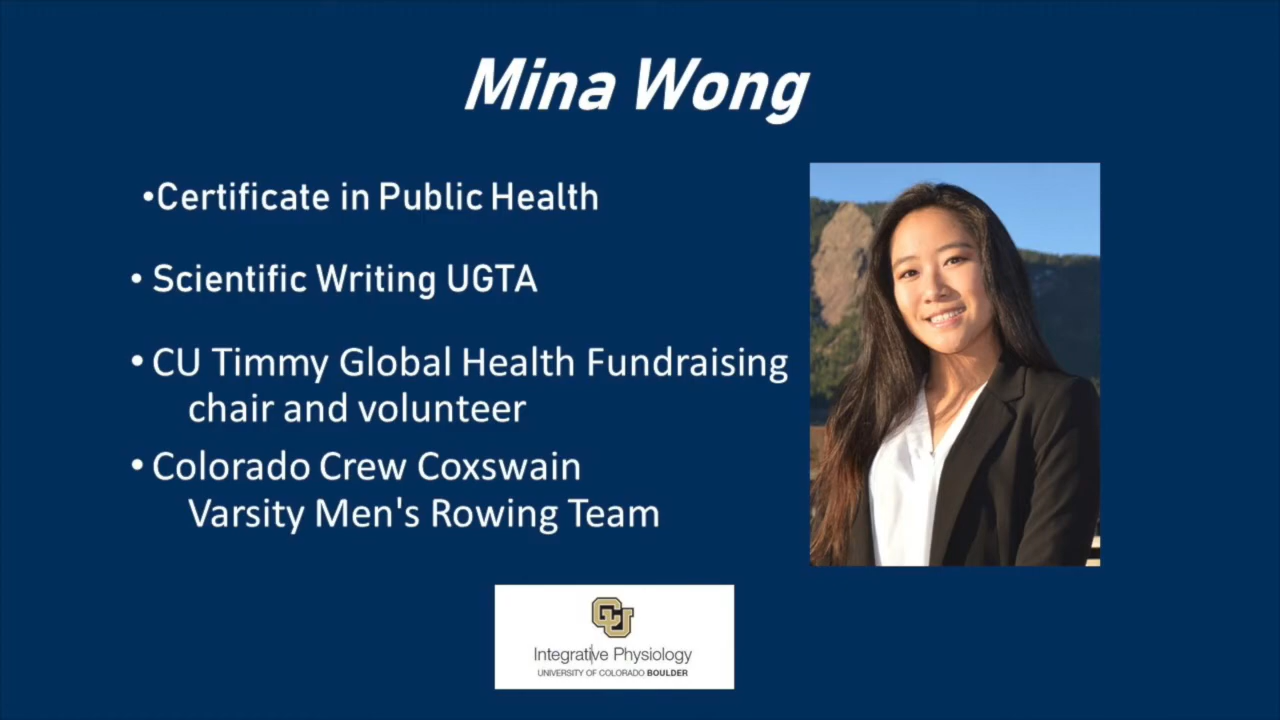 Mina Wong
•Certificate in Public Health
• Scientific Writing UGTA
• CU Timmy Global Health Fundraising
chair and volunteer
• Colorado Crew Coxswain
Varsity Men's Rowing Team
CU
Integrative Physiology
UNIVERSITY OF COLORADO BOULDER